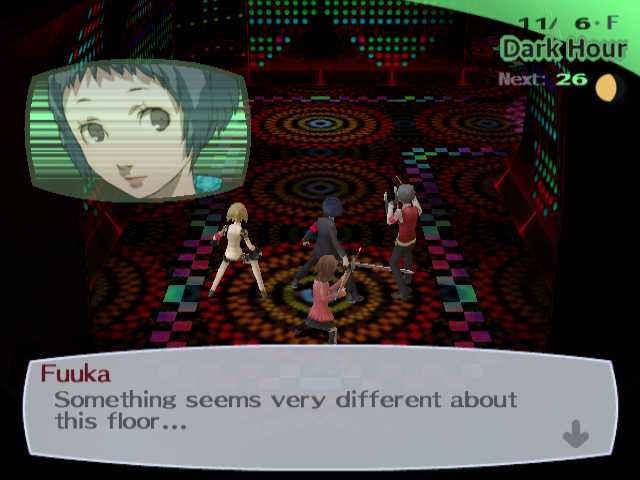 11/ 6·F
Dark Hour
Next: 26
Fuuka
Something seems very different about
this floor...